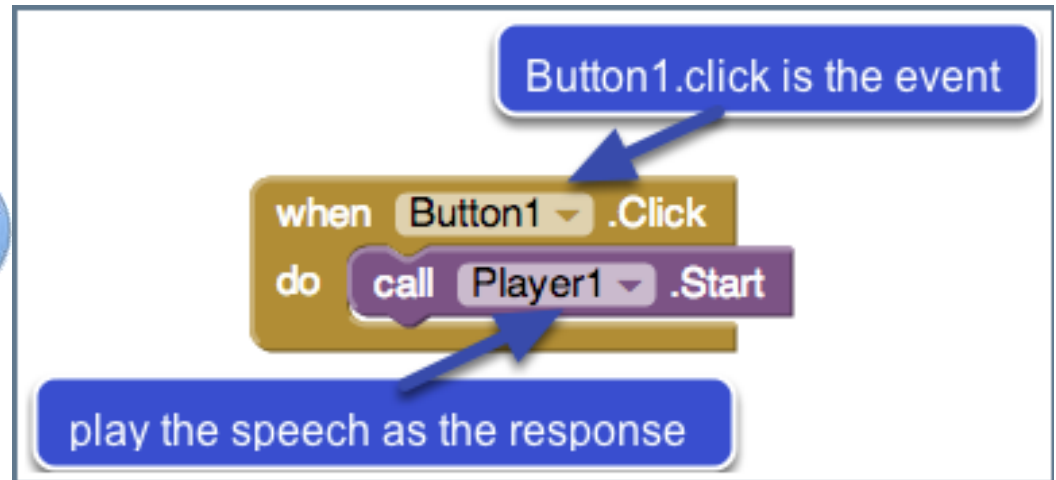 Button1.click is the event
when Button1 .Click
do call Player1 .Start
play the speech as the response